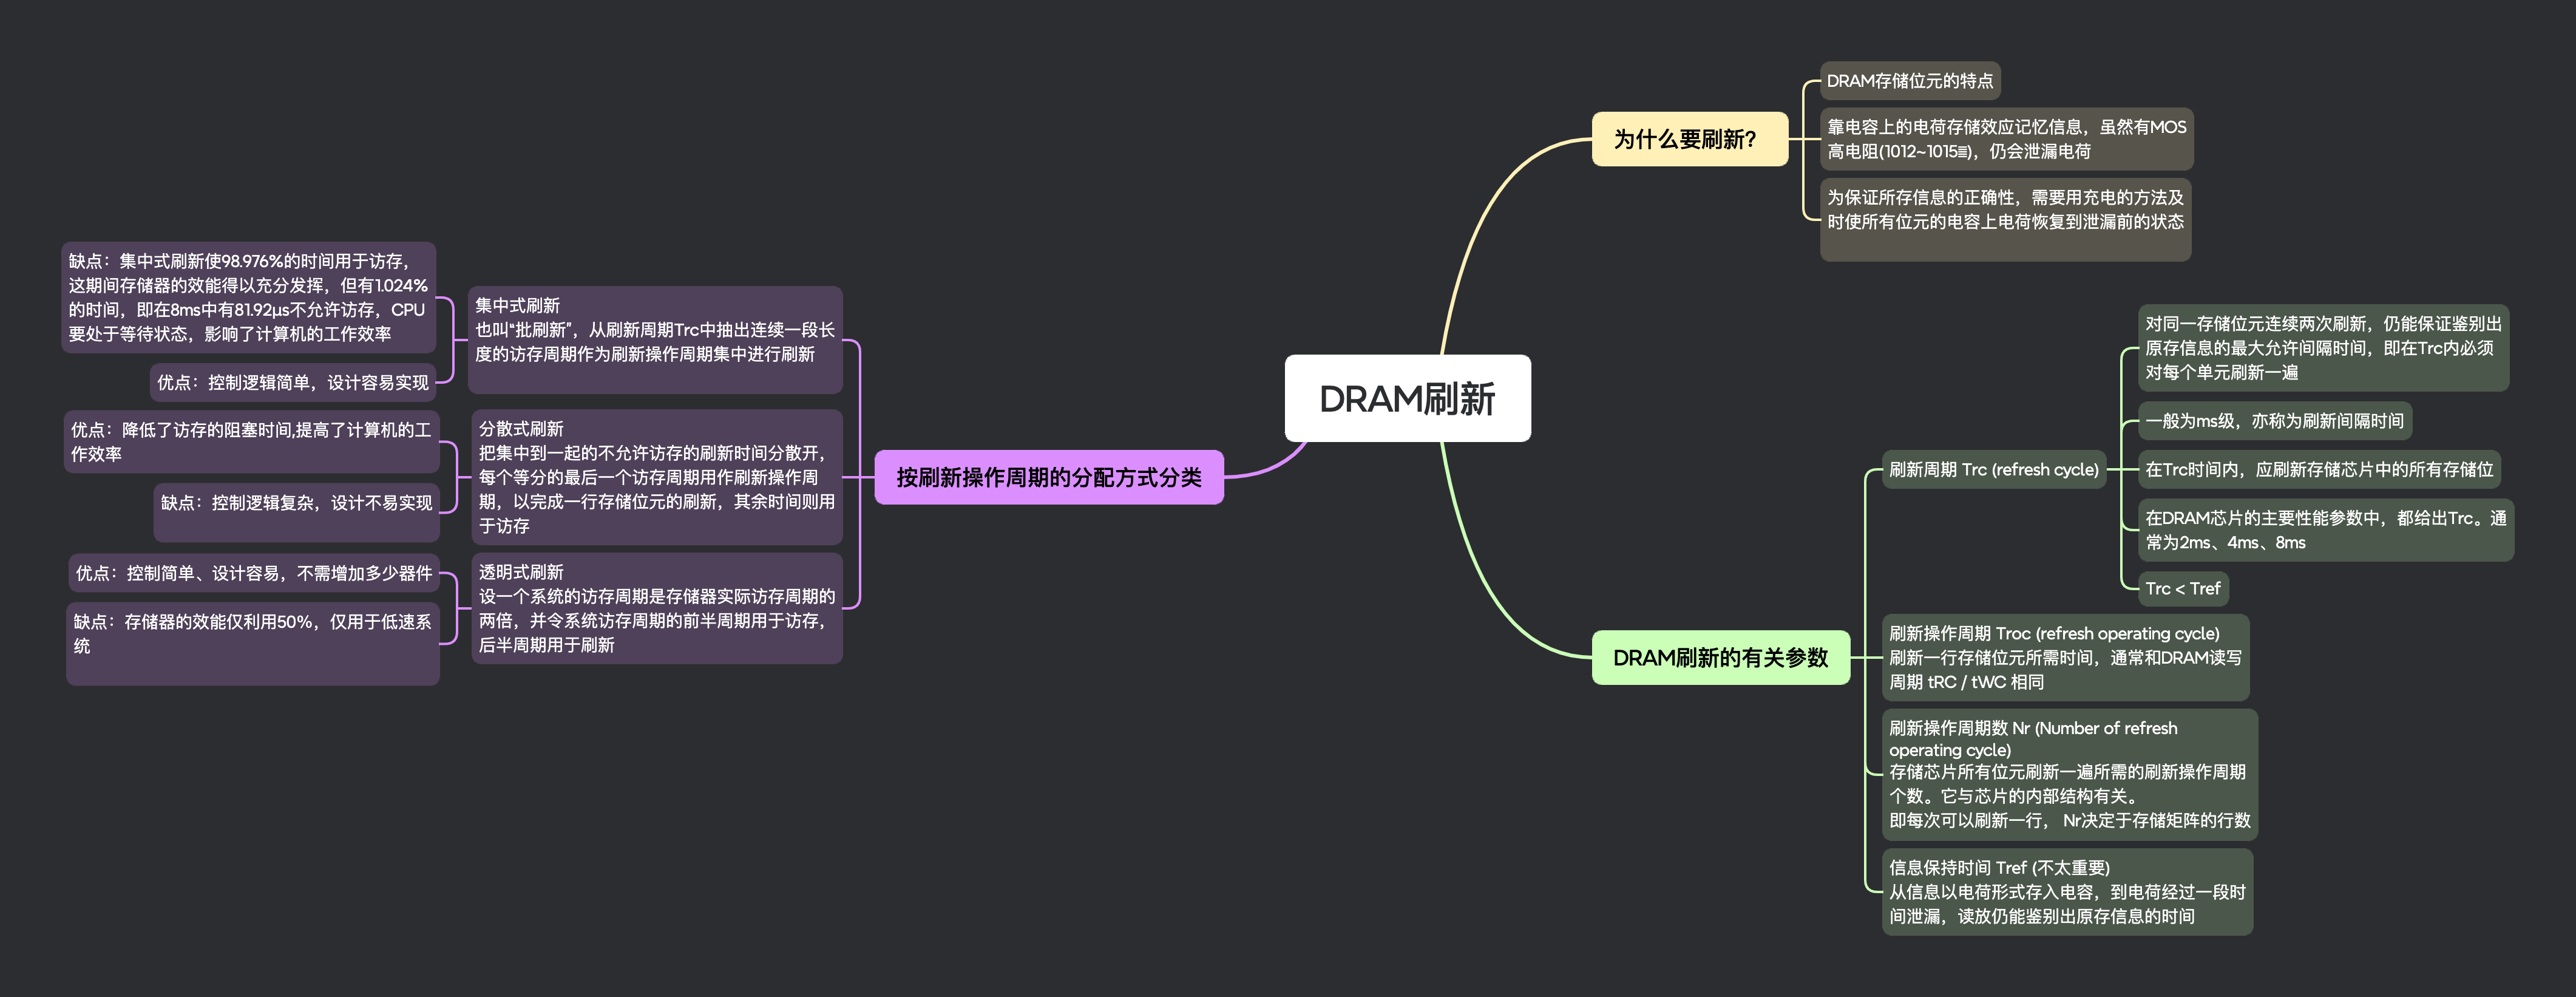 DRAM刷新
为什么要刷新?
DRAM存储位元的特点
靠电容上的电荷存储效应记忆信息，虽然有MOS
高电阻(1012~1015≡)，仍会泄漏电荷
为保证所存信息的正确性，需要用充电的方法及
时使所有位元的电容上电荷恢复到泄漏前的状态
DRAM刷新的有关参数
刷新周期 Trc (refresh cycle)
对同一存储位元连续两次刷新，仍能保证鉴别出
原存信息的最大允许间隔时间，即在Trc内必须
对每个单元刷新一遍
一般为ms级，亦称为刷新间隔时间
在Trc时间内，应刷新存储芯片中的所有存储位
在DRAM芯片的主要性能参数中，都给出Trc。通
常为2ms、4ms、8ms
Trc < Tref
刷新操作周期 Troc (refresh operating cycle)
刷新一行存储位元所需时间，通常和DRAM读写
周期 tRC / tWC 相同
刷新操作周期数 Nr (Number of refresh
operating cycle)
存储芯片所有位元刷新一遍所需的刷新操作周期
个数。它与芯片的内部结构有关。
即每次可以刷新一行， Nr决定于存储矩阵的行数
信息保持时间 Tref (不太重要)
从信息以电荷形式存入电容，到电荷经过一段时
间泄漏，读放仍能鉴别出原存信息的时间
按刷新操作周期的分配方式分类
集中式刷新
也叫“批刷新”，从刷新周期Trc中抽出连续一段长
度的访存周期作为刷新操作周期集中进行刷新
缺点：集中式刷新使98.976%的时间用于访存，
这期间存储器的效能得以充分发挥，但有1.024%
的时间，即在8ms中有81.92μs不允许访存，CPU
要处于等待状态，影响了计算机的工作效率
优点：控制逻辑简单，设计容易实现
分散式刷新
把集中到一起的不允许访存的刷新时间分散开，
每个等分的最后一个访存周期用作刷新操作周
期，以完成一行存储位元的刷新，其余时间则用
于访存
优点：降低了访存的阻塞时间,提高了计算机的工
作效率
缺点：控制逻辑复杂，设计不易实现
透明式刷新
设一个系统的访存周期是存储器实际访存周期的
两倍，并令系统访存周期的前半周期用于访存，
后半周期用于刷新
优点：控制简单、设计容易，不需增加多少器件
缺点：存储器的效能仅利用50%，仅用于低速系
统